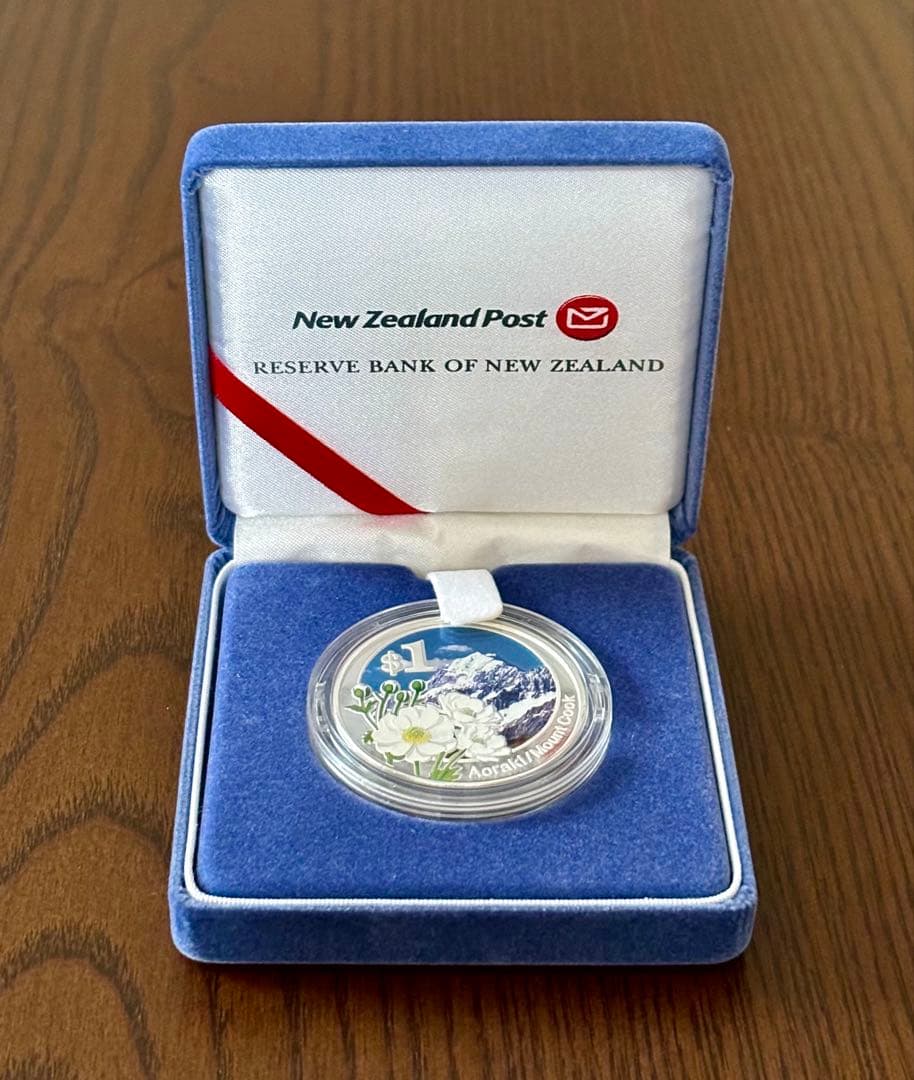 New Zealand Post
RESERVE BANK OF NEW ZEALAND
$1
Aoraki/Mount Cook